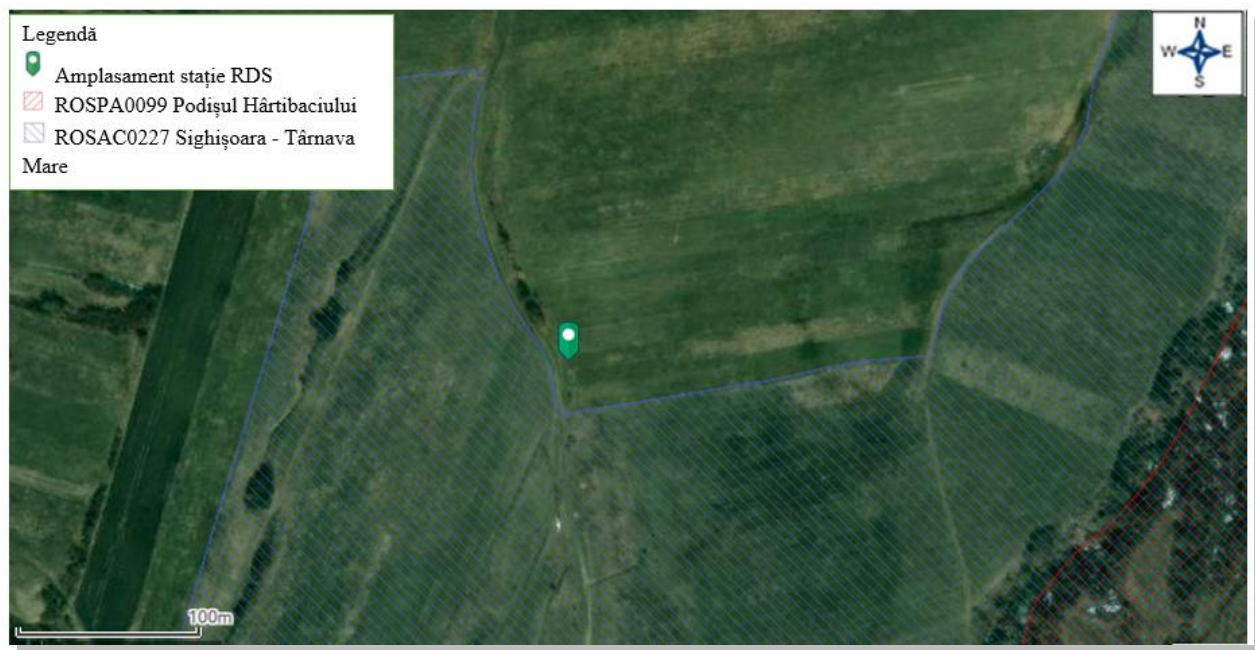 Legendă
Amplasament stație RDS
ROSPA0099 Podișul Hârtibaciului
ROSAC0227 Sighișoara - Târnava
Mare
N
W E
S
100m